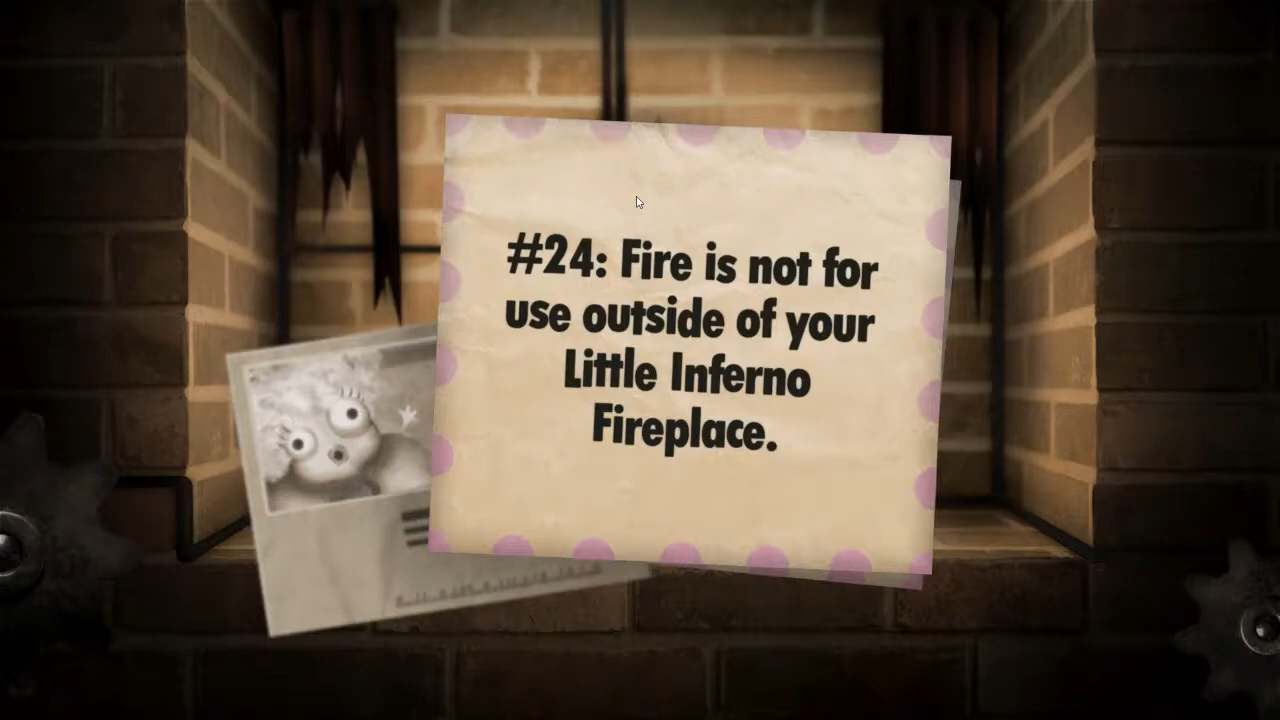 #24: Fire is not for
use outside of your
Little Inferno
Fireplace.